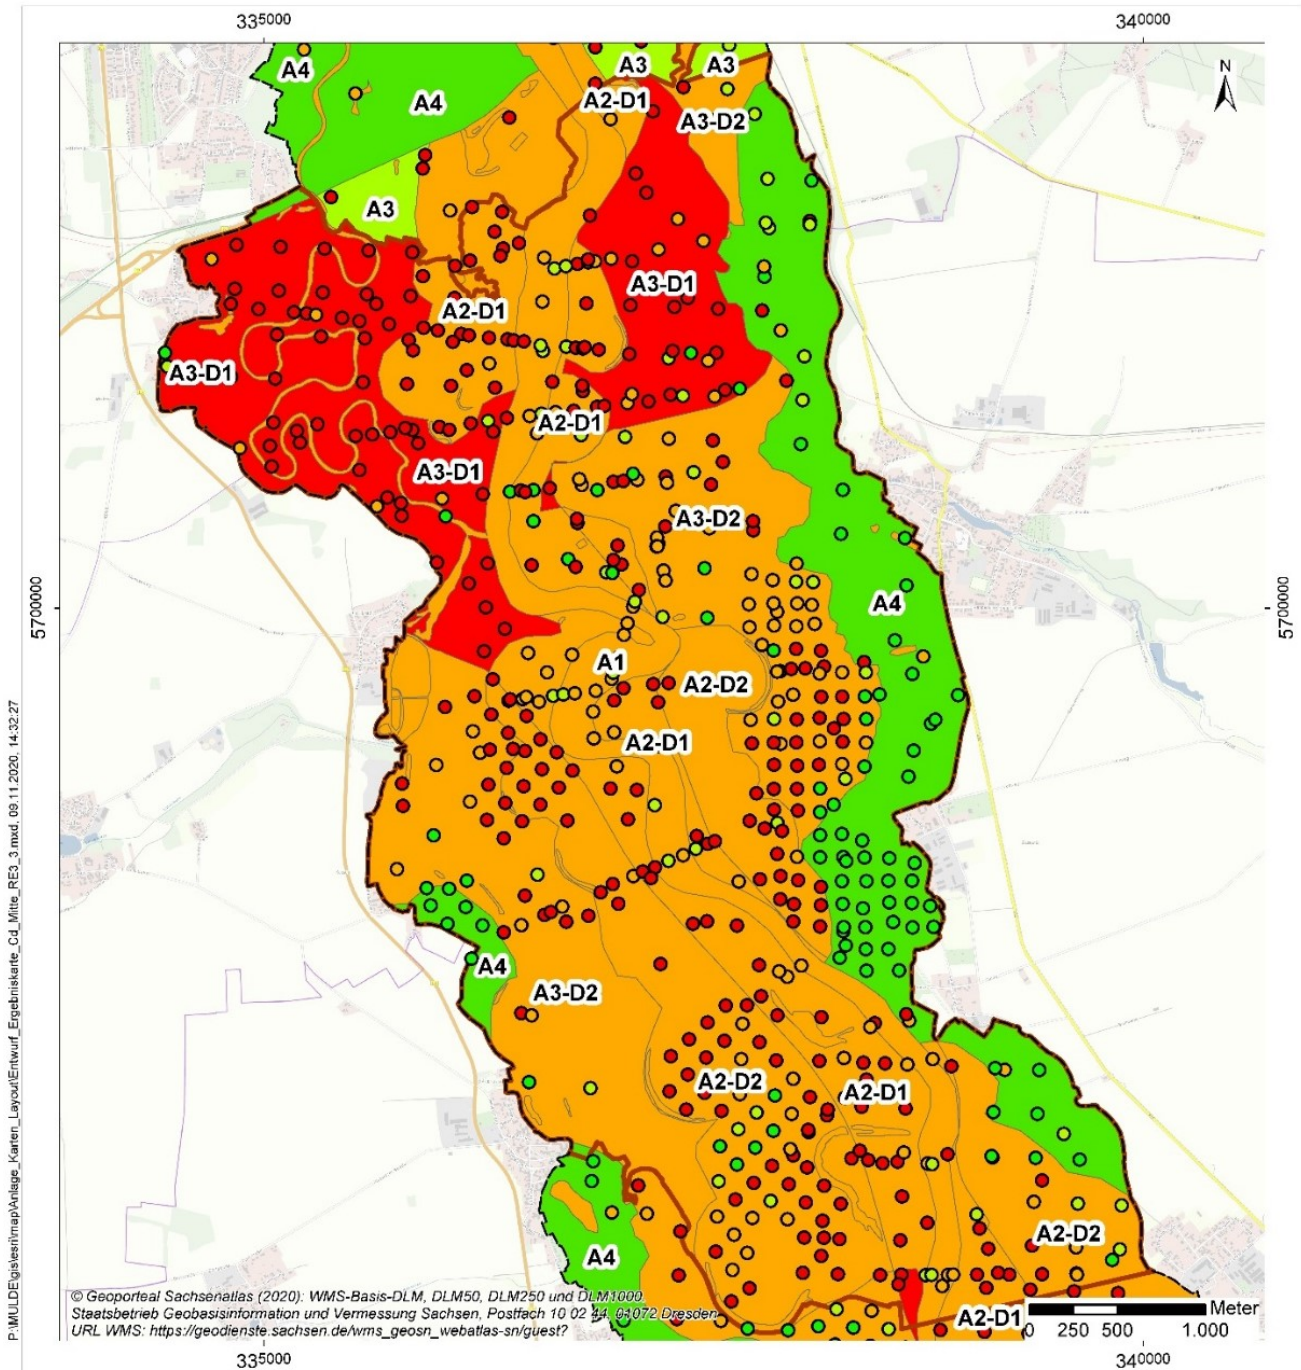 335000
340000
A4
A3
A3
N
A4
A2-D1
A3-D2
A3
A3-D1
A2-D1
A3-D1
A2-D1
A3-D1
A3-D2
5700000
5700000
A4
A1
A2-D2
A2-D1
A4
A3-D2
A2-D2
A2-D1
A2-D2
A4
© Geoportal Sachsenatlas (2020): WMS-Basis-DLM, DLM50, DLM250 und DLM1000
Staatsbetrieb Geobasisinformation und Vermessung Sachsen, Postfach 10 02 44, 01072 Dresden
URL WMS: https://geodienste.sachsen.de/wms_geosn_webatlas-sn/guest?
A2-D1
Meter
0 250 500 1.000
335000
340000
P:\MULDE\gis\esri\map\Anlage_Karten_Layout\Entwurf_Ergebniskarte_Cd_Mitte_RE3_3.mxd, 09.11.2020, 14:32:27